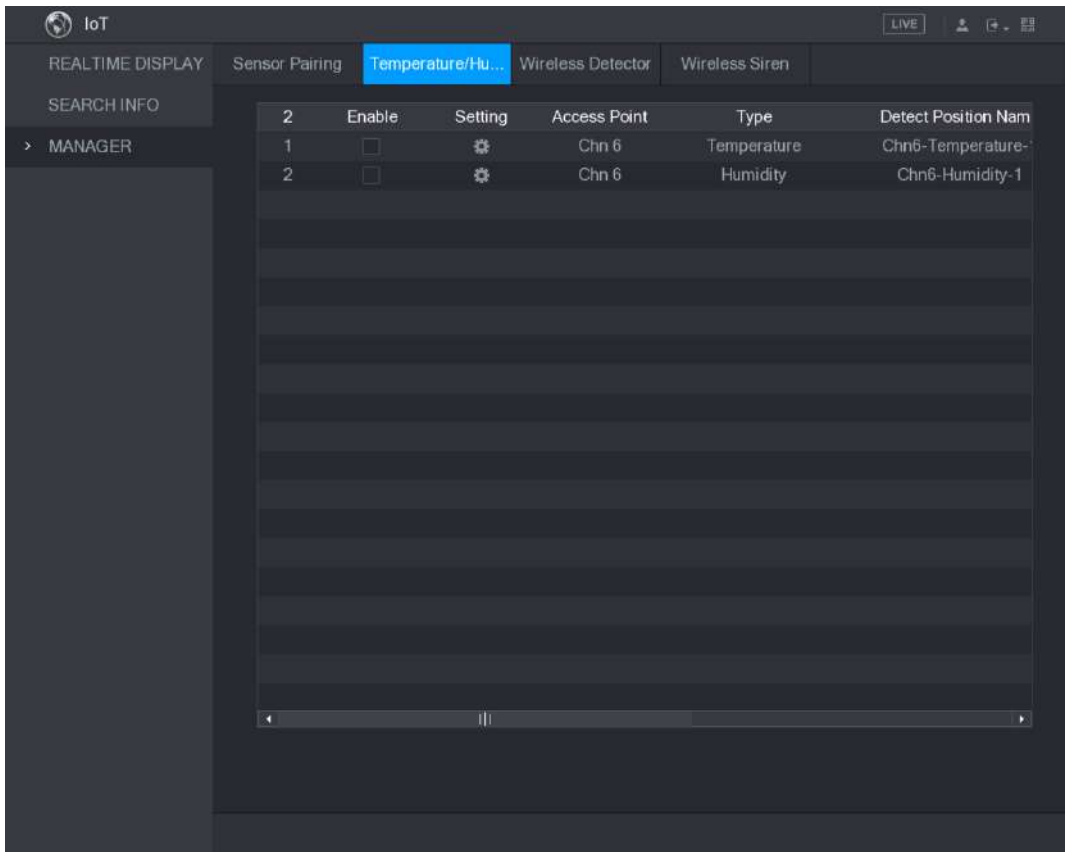 IoT LIVE
REALTIME DISPLAY
SEARCH INFO
> MANAGER
Sensor Pairing Temperature/Hu... Wireless Detector Wireless Siren
2 Enable Setting Access Point Type Detect Position Nam
1 Chn 6 Temperature Chn6-Temperature-1
2 Chn 6 Humidity Chn6-Humidity-1